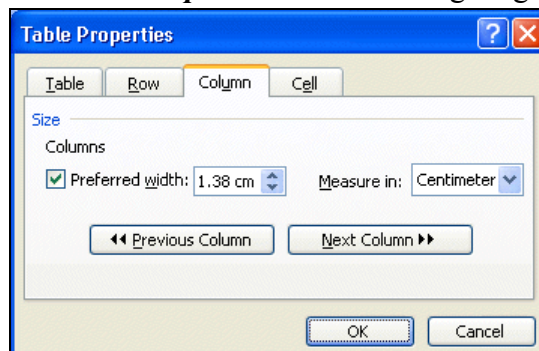 Table Properties
Table Row Column Cell
Size
Columns
Preferred width: 1.38 cm Measure in: Centimeter
Previous Column Next Column
OK Cancel